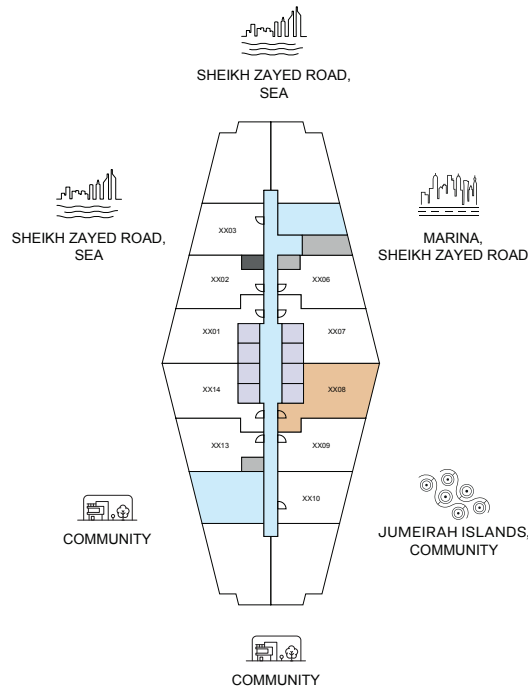 SHEIKH ZAYED ROAD,
SEA
SHEIKH ZAYED ROAD,
SEA
MARINA,
SHEIKH ZAYED ROAD
XX03
XX02
XX06
XX01
XX07
XX14
XX08
XX13
XX09
XX10
COMMUNITY
JUMEIRAH ISLANDS,
COMMUNITY
COMMUNITY